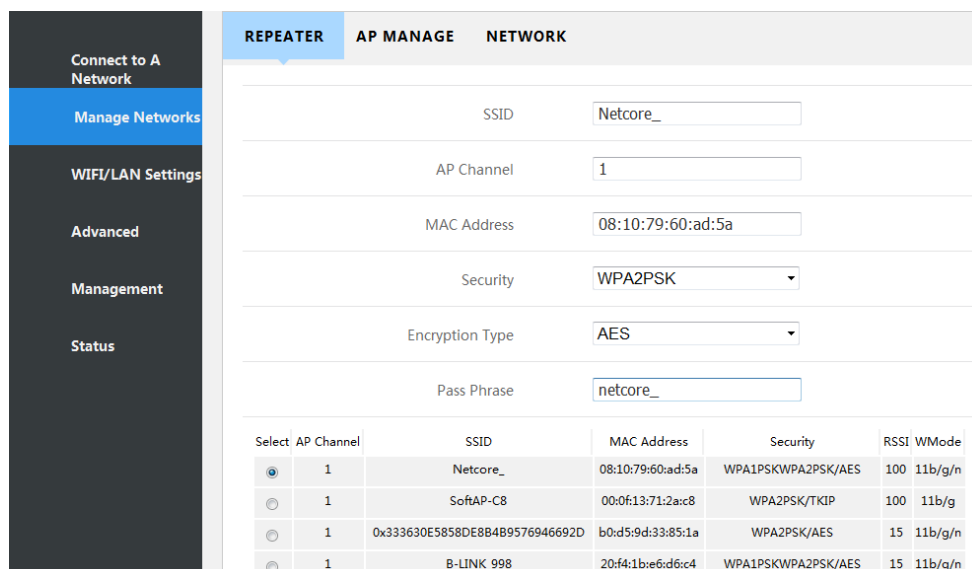 REPEATER AP MANAGE NETWORK
Connect to A
Network
Manage Networks
WIFI/LAN Settings
Advanced
Management
Status
SSID Netcore_
AP Channel 1
MAC Address 08:10:79:60:ad:5a
Security WPA2PSK
Encryption Type AES
Pass Phrase netcore_
Select AP Channel SSID MAC Address Security RSSI WMode
1 Netcore_ 08:10:79:60:ad:5a WPA1PSKWPA2PSK/AES 100 11b/g/n
1 SoftAP-C8 00:0f:13:71:2a:c8 WPA2PSK/TKIP 100 11b/g
1 0x333630E5858DE8B4B9576946692D b0:d5:9d:33:85:1a WPA2PSK/AES 15 11b/g/n
1 B-LINK 998 20:f4:1b:e6:d6:c4 WPA1PSKWPA2PSK/AES 15 11b/g/n